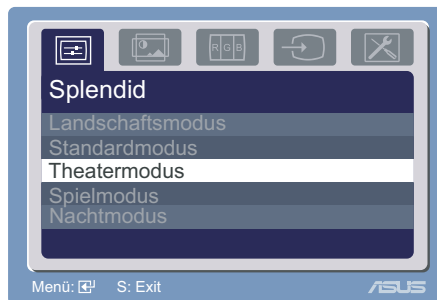 R G B
Splendid
Landschaftsmodus
Standardmodus
Theatermodus
Spielmodus
Nachtmodus
Menü: S: Exit
ASUS